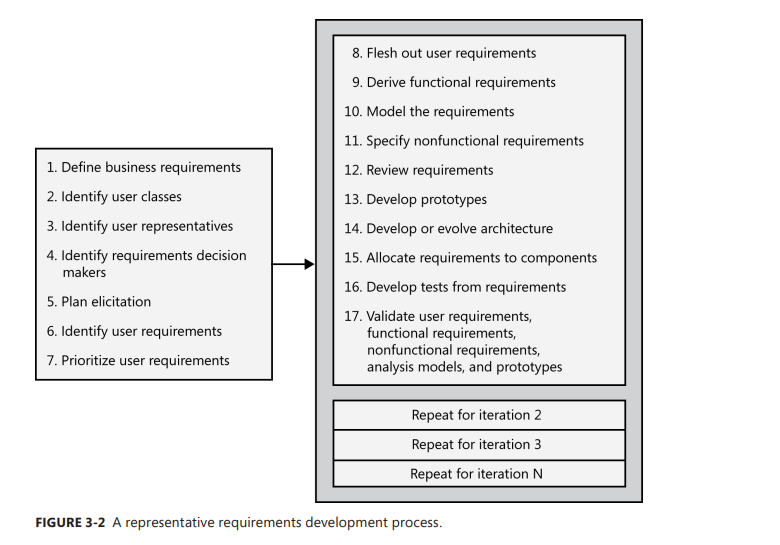 1. Define business requirements
2. Identify user classes
3. Identify user representatives
4. Identify requirements decision
makers
5. Plan elicitation
6. Identify user requirements
7. Prioritize user requirements
8. Flesh out user requirements
9. Derive functional requirements
10. Model the requirements
11. Specify nonfunctional requirements
12. Review requirements
13. Develop prototypes
14. Develop or evolve architecture
15. Allocate requirements to components
16. Develop tests from requirements
17. Validate user requirements,
functional requirements,
nonfunctional requirements,
analysis models, and prototypes
Repeat for iteration 2
Repeat for iteration 3
Repeat for iteration N
FIGURE 3-2 A representative requirements development process.